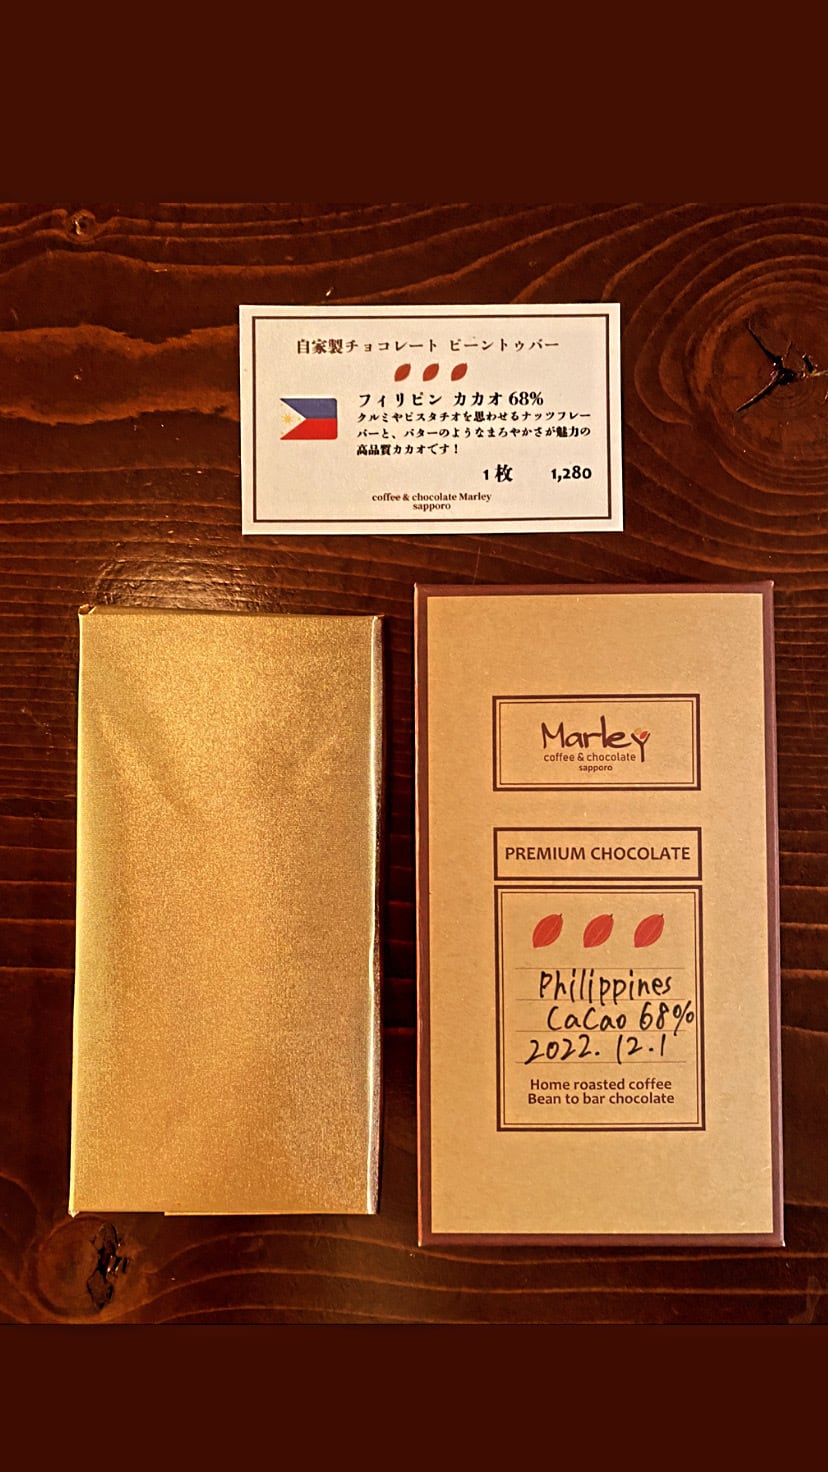 自家製チョコレート ビーントゥバー
フィリピン カカオ 68%
クルミやピスタチオを思わせるナッツフレー
バーと、バターのようなまろやかさが魅力の
高品質カカオです！
1枚 1,280
coffee & chocolate Marley
sapporo
Marley
coffee & chocolate
sapporo
PREMIUM CHOCOLATE
Philippines
CaCao 68%
2022. 12.1
Home roasted coffee
Bean to bar chocolate